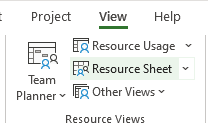 t Project View Help
Team Planner
Resource Usage
Resource Sheet
Other Views
Resource Views